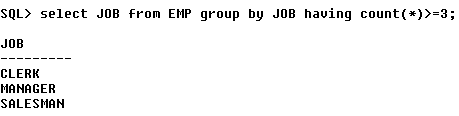 SQL> select JOB from EMP group by JOB having count(*)>=3;
JOB
---------
CLERK
MANAGER
SALESMAN